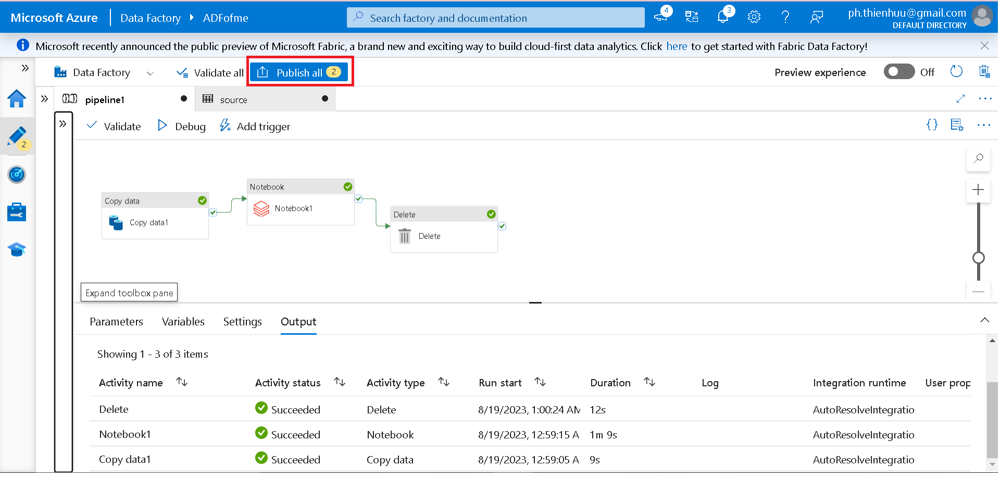 Microsoft Azure
Data Factory
ADFofme
Search factory and documentation
4
3
ph.thienhuu@gmail.com
DEFAULT DIRECTORY
Microsoft recently announced the public preview of Microsoft Fabric, a brand new and exciting way to build cloud-first data analytics. Click here to get started with Fabric Data Factory!
Data Factory
Validate all
Publish all 2
Preview experience
Off
pipeline1
source
2
Validate
Debug
Add trigger
Copy data
Copy data1
Notebook
Notebook1
Delete
Delete
Expand toolbox pane
Parameters
Variables
Settings
Output
Showing 1 - 3 of 3 items
Activity name Activity status Activity type Run start Duration Log Integration runtime User prop
Delete Succeeded Delete 8/19/2023, 1:00:24 AM 12s AutoResolveIntegratio
Notebook1 Succeeded Notebook 8/19/2023, 12:59:15 A 1m 9s AutoResolveIntegratio
Copy data1 Succeeded Copy data 8/19/2023, 12:59:05 A 9s AutoResolveIntegratio